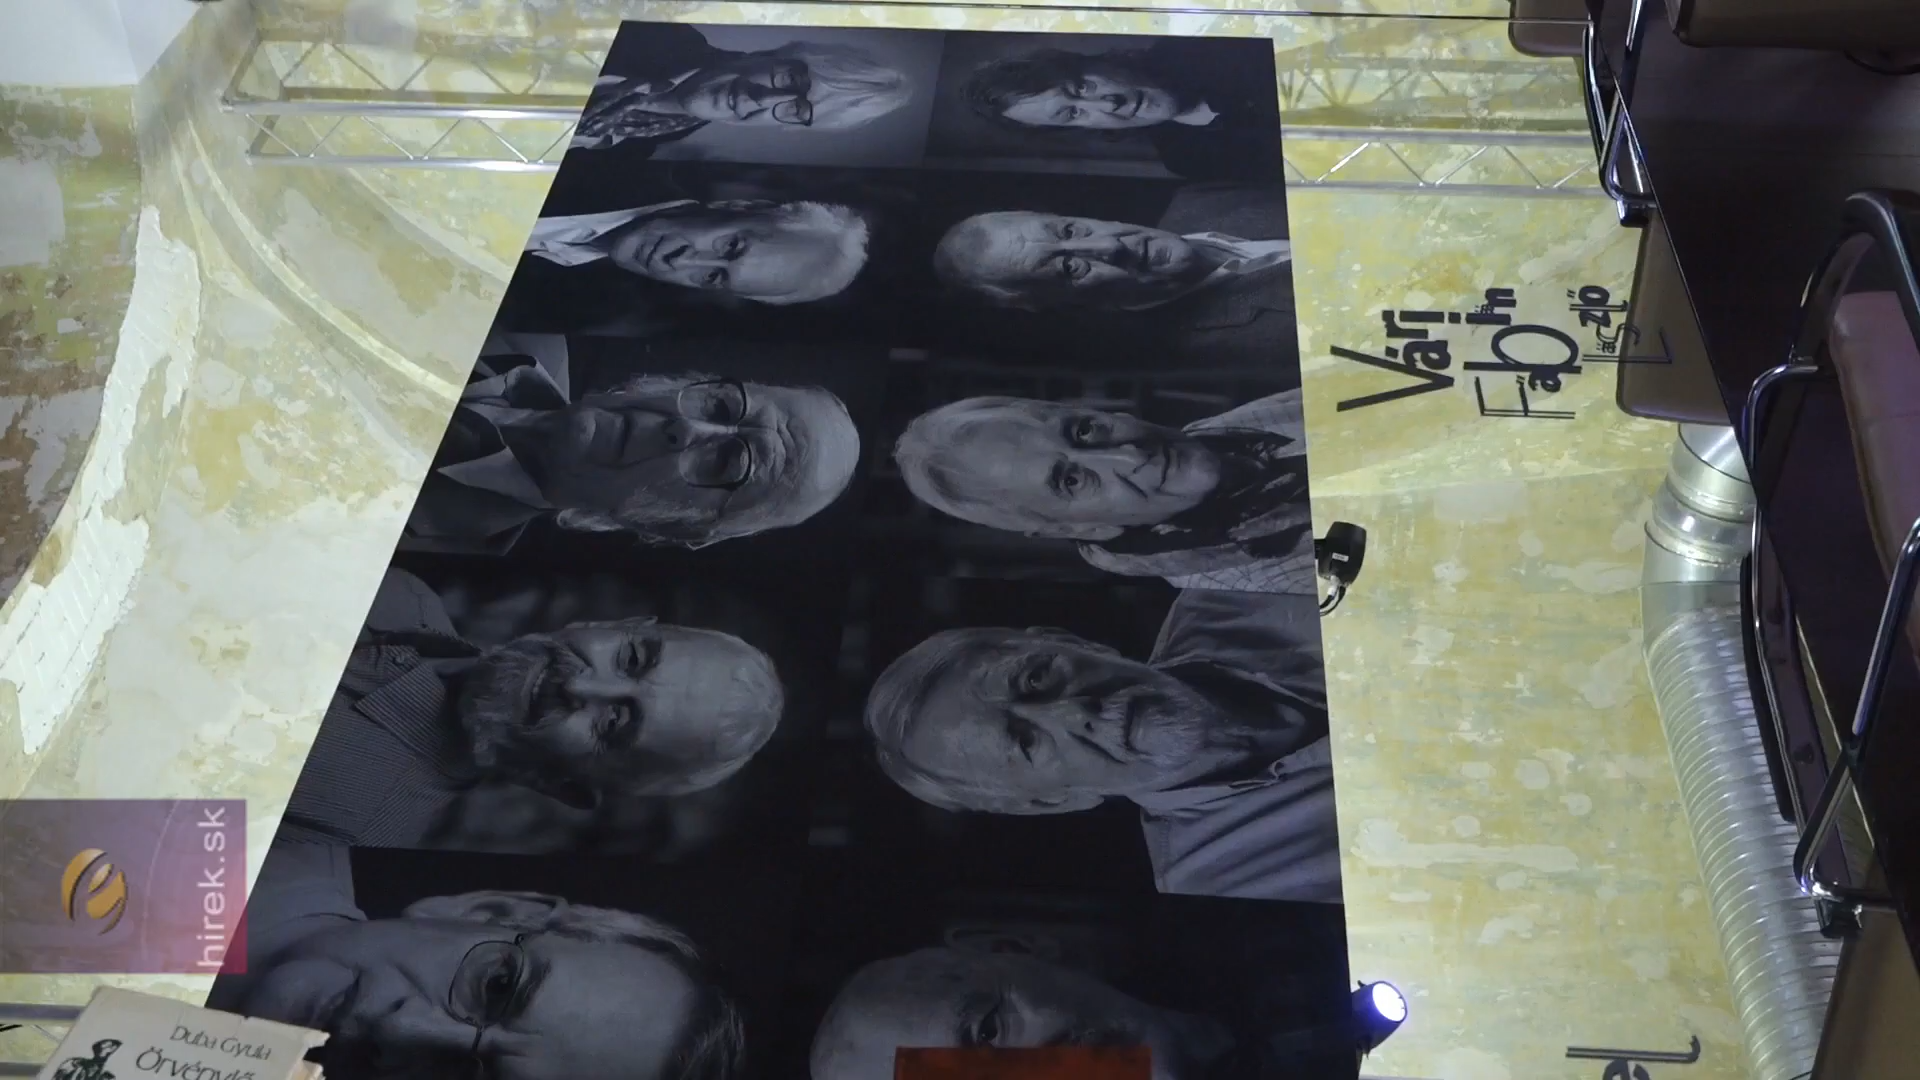 Vári
Fábián
László
hirek.sk
Duba Gyula